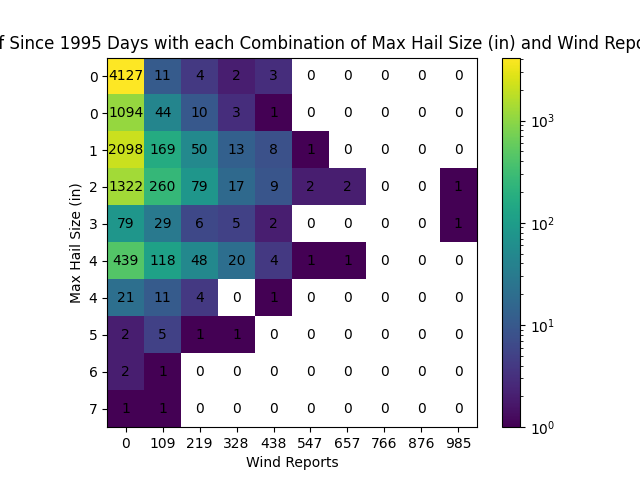 f Since 1995 Days with each Combination of Max Hail Size (in) and Wind Repo
0 4127 11 4 2 3 0 0 0 0 0
0 1094 44 10 3 1 0 0 0 0 0
1 2098 169 50 13 8 1 0 0 0 0
2 1322 260 79 17 9 2 2 0 0 1
3 79 29 6 5 2 0 0 0 0 1
4 439 118 48 20 4 1 1 0 0 0
4 21 11 4 0 1 0 0 0 0 0
5 2 5 1 1 0 0 0 0 0 0
6 2 1 0 0 0 0 0 0 0 0
7 1 1 0 0 0 0 0 0 0 0
0 109 219 328 438 547 657 766 876 985
Wind Reports
Max Hail Size (in)
10³
10²
10¹
10⁰